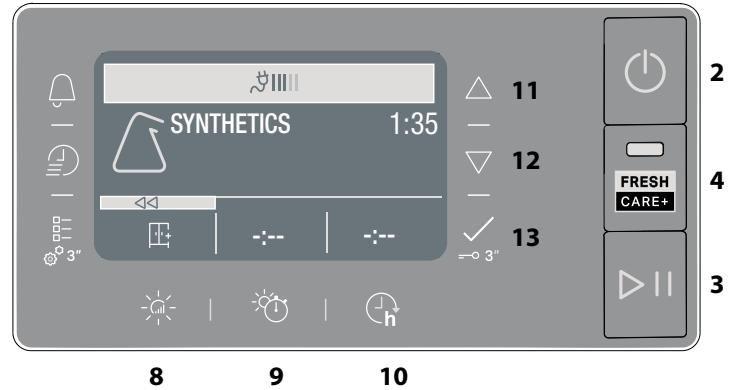 2
11
SYNTHETICS 1:35
12
FRESH
CARE+
4
-:-- -:--
13
3"
3"
3
h
8 9 10